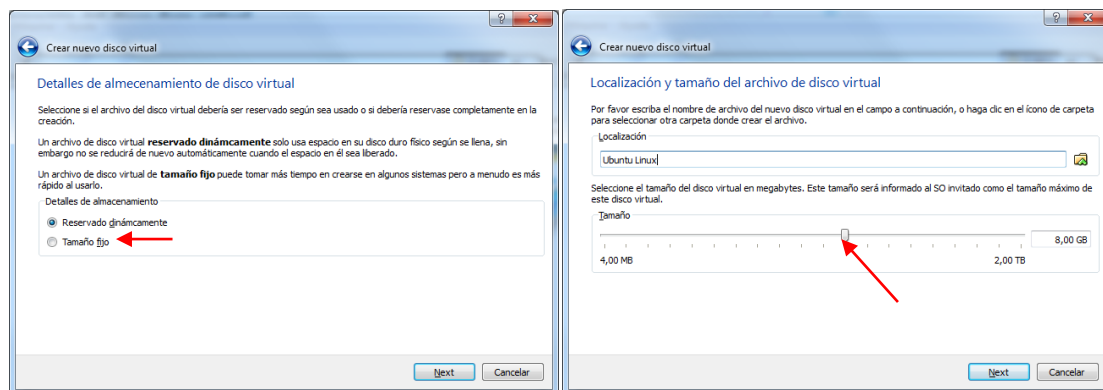 Crear nuevo disco virtual
Detalles de almecenamiento de disco virtual
Seleccione si el archivo del disco virtual debería ser reservado según sea usado o si debería reservase completamente en la
creación.
Un archivo de disco virtual reservado dinámcamente solo usa espacio en su disco duro físico según se llena, sin
embargo no se reducirá de nuevo automáticamente cuando el espacio en él sea liberado.
Un archivo de disco virtual de tamaño fijo puede tomar más tiempo en crearse en algunos sistemas pero a menudo es más
rápido al usarlo.
Detalles de almacenamiento
Reservado dinámcamente
Tamaño fijo
Next
Cancelar
Crear nuevo disco virtual
Localización y tamaño del archivo de disco virtual
Por favor escriba el nombre de archivo del nuevo disco virtual en el campo a continuación, o haga clic en el ícono de carpeta
para seleccionar otra carpeta donde crear el archivo.
Localización
Ubuntu Linux
Seleccione el tamaño del disco virtual en megabytes. Este tamaño será informado al SO invitado como el tamaño máximo de
este disco virtual.
Tamaño
8,00 GB
4,00 MB
2,00 TB
Next
Cancelar